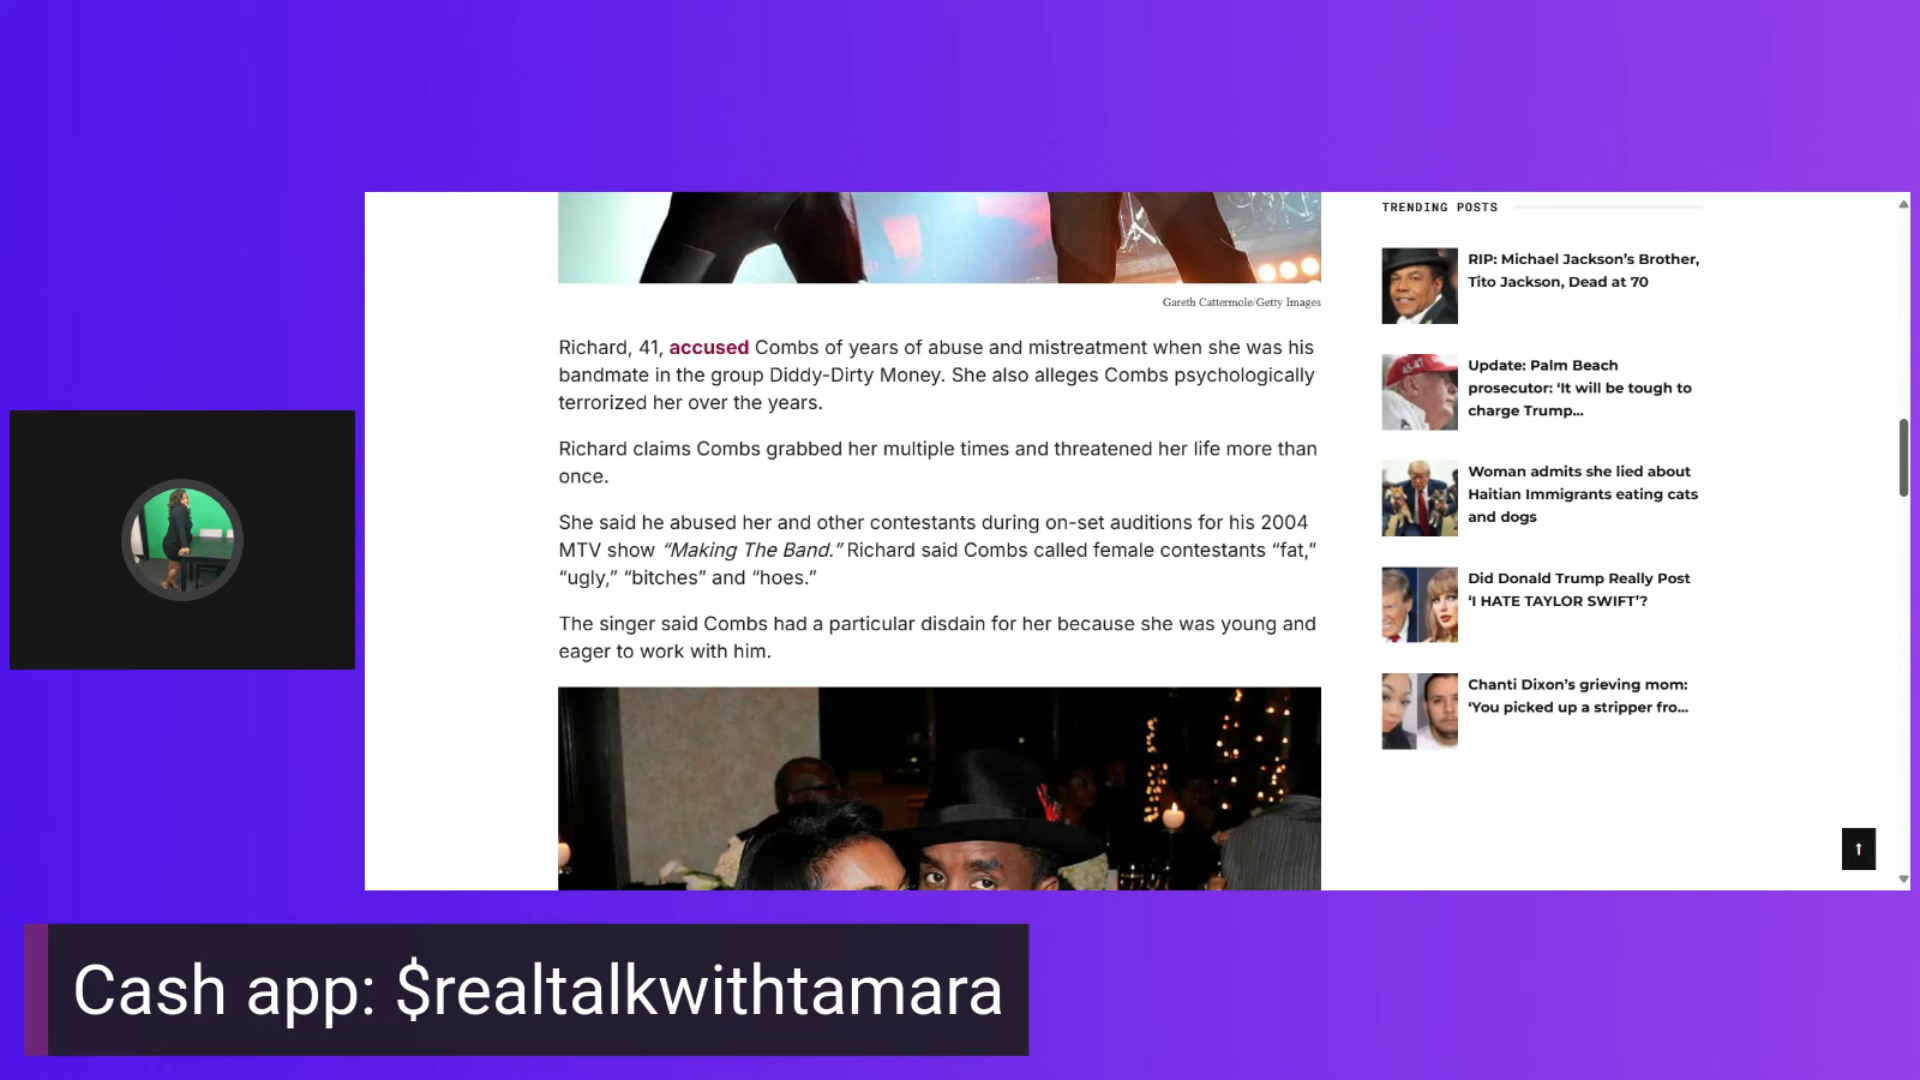 TRENDING POSTS
RIP: Michael Jackson's Brother,
Tito Jackson, Dead at 70
Update: Palm Beach
prosecutor: 'It will be tough to
charge Trump...
Woman admits she lied about
Haitian Immigrants eating cats
and dogs
Did Donald Trump Really Post
'I HATE TAYLOR SWIFT'?
Chanti Dixon's grieving mom:
'You picked up a stripper fro...
Gareth Cattermole/Getty Images
Richard, 41, accused Combs of years of abuse and mistreatment when she was his
bandmate in the group Diddy-Dirty Money. She also alleges Combs psychologically
terrorized her over the years.
Richard claims Combs grabbed her multiple times and threatened her life more than
once.
She said he abused her and other contestants during on-set auditions for his 2004
MTV show “Making The Band.” Richard said Combs called female contestants “fat,”
“ugly,” “bitches” and “hoes.”
The singer said Combs had a particular disdain for her because she was young and
eager to work with him.
Cash app: $realtalkwithtamara